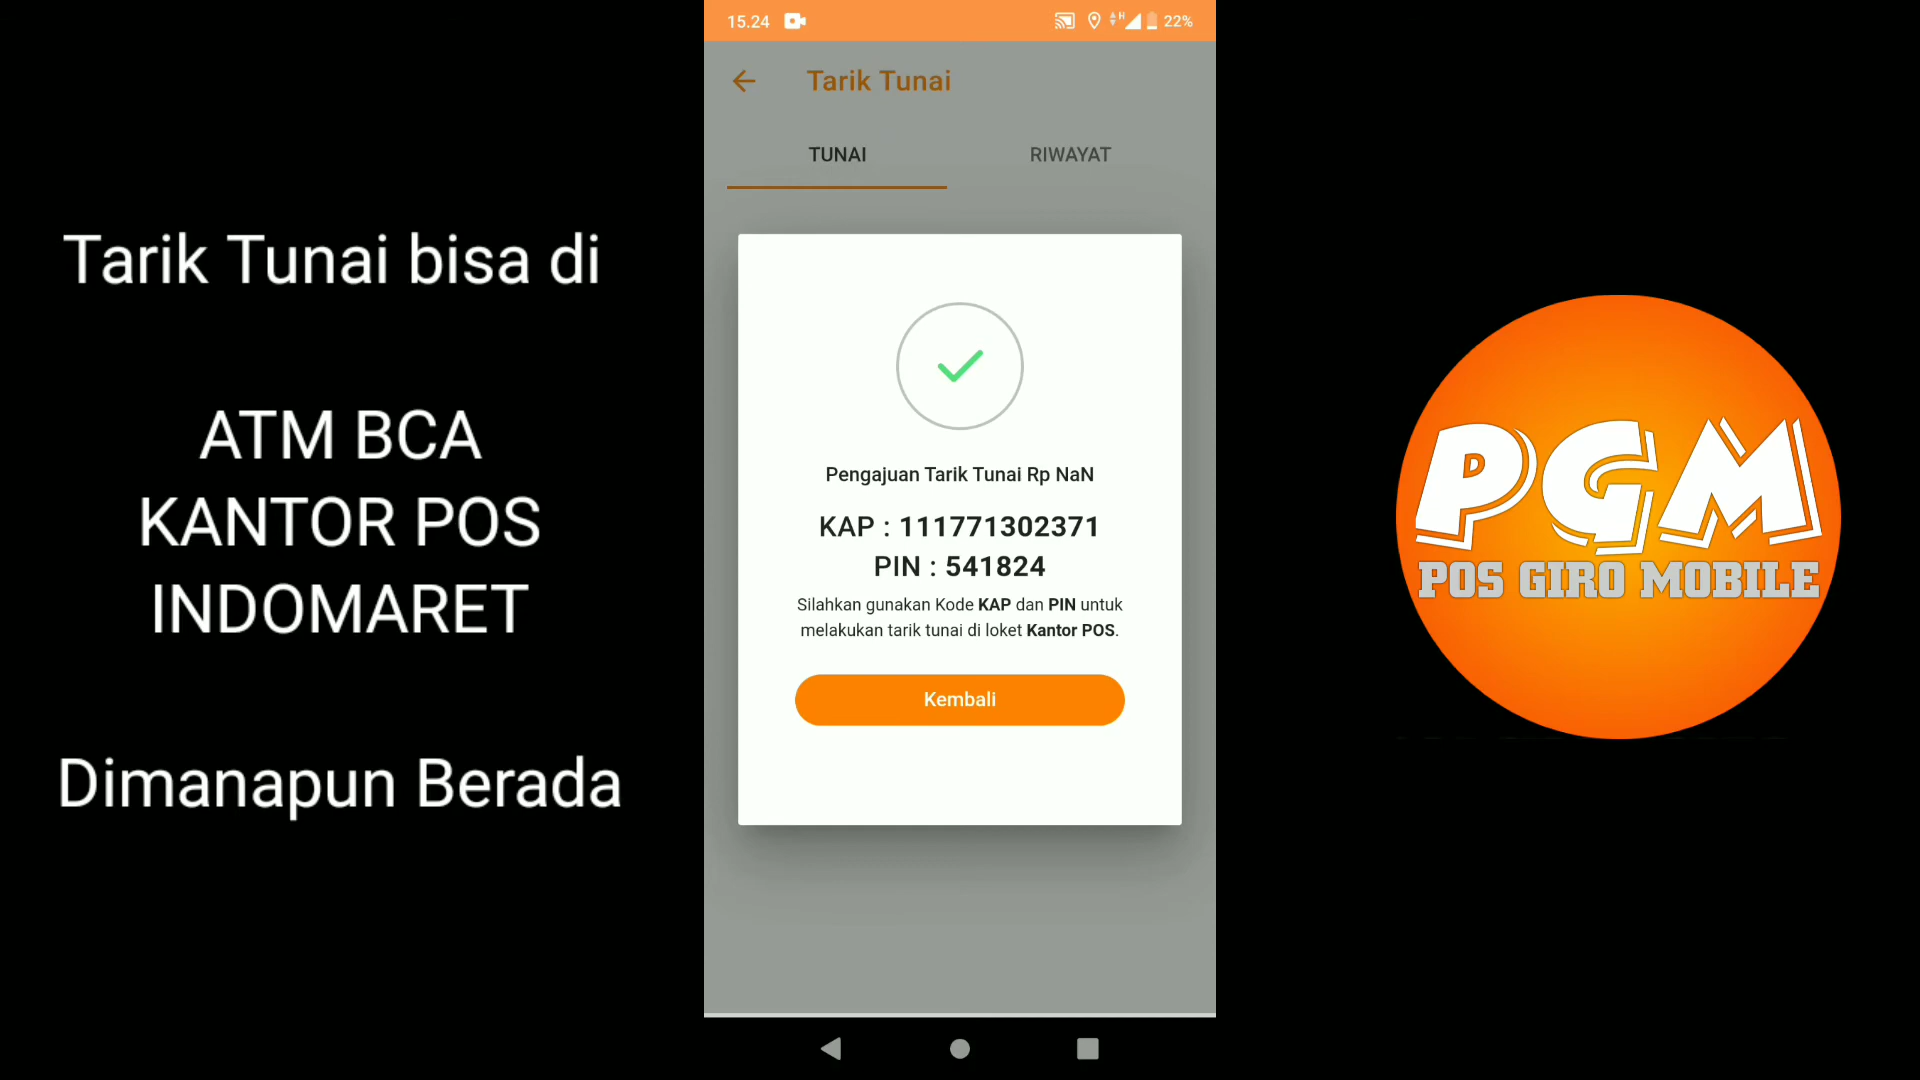 Tarik Tunai bisa di
ATM BCA
KANTOR POS
INDOMARET
Dimanapun Berada
15.24
H
22%
Tarik Tunai
TUNAI
RIWAYAT
Pengajuan Tarik Tunai Rp NaN
KAP : 111771302371
PIN : 541824
Silahkan gunakan Kode KAP dan PIN untuk
melakukan tarik tunai di loket Kantor POS.
Kembali
PGM
POS GIRO MOBILE